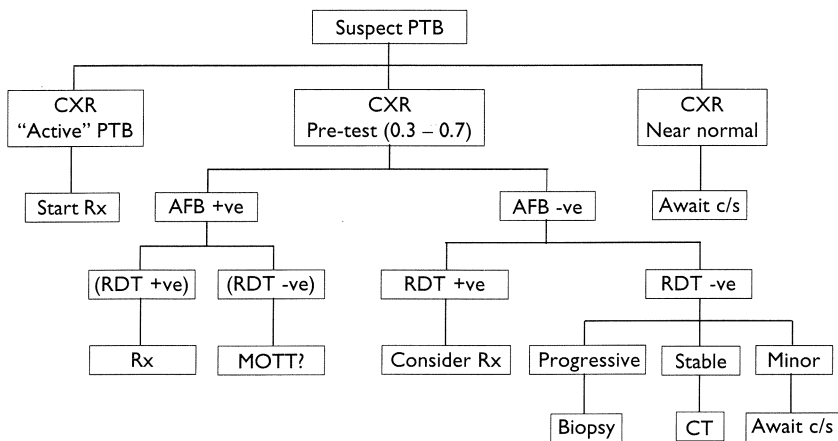 Suspect PTB
CXR
“Active” PTB
CXR
Pre-test (0.3 – 0.7)
CXR
Near normal
Start Rx
AFB +ve
AFB -ve
Await c/s
(RDT +ve)
(RDT -ve)
RDT +ve
RDT -ve
Rx
MOTT?
Consider Rx
Progressive
Stable
Minor
Biopsy
CT
Await c/s